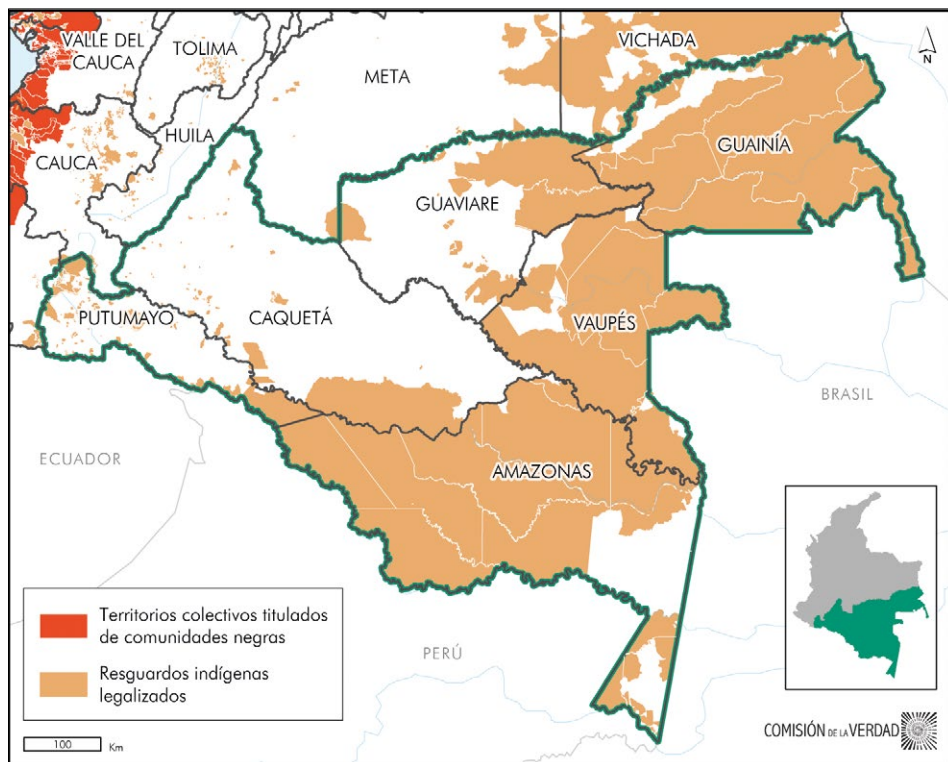 VALLE DEL
CAUCA
TOLIMA
META
VICHADA
N
HUILA
CAUCA
GUAINÍA
GUAVIARE
PUTUMAYO
CAQUETÁ
VAUPÉS
BRASIL
ECUADOR
AMAZONAS
PERÚ
Territorios colectivos titulados
de comunidades negras
Resguardos indígenas
legalizados
100 Km
COMISIÓN DE LA VERDAD